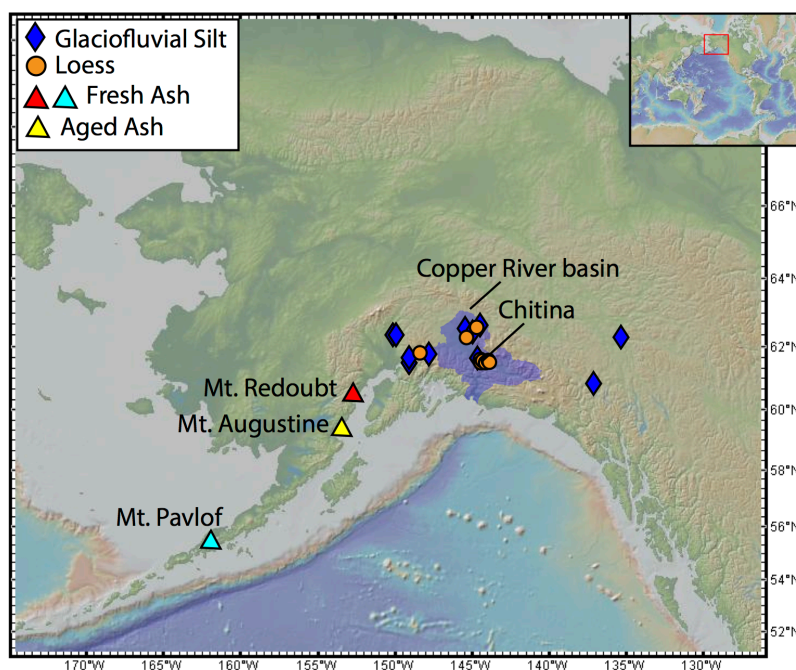 Glaciofluvial Silt
Loess
Fresh Ash
Aged Ash
66°N
64°N
Copper River basin
Chitina
62°N
Mt. Redoubt
60°N
Mt. Augustine
58°N
Mt. Pavlof
56°N
54°N
52°N
170°W 165°W 160°W 155°W 150°W 145°W 140°W 135°W 130°W